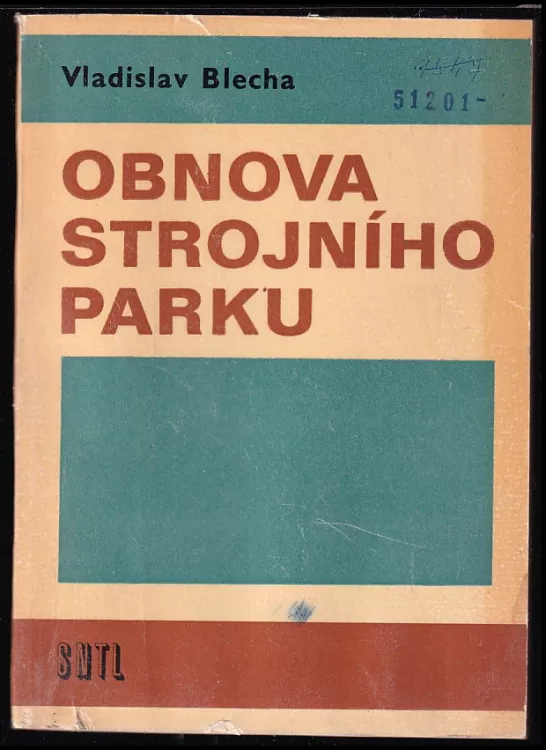 Vladislav Blecha
51201-
OBNOVA
STROJNÍHO
PARKU
SNTL